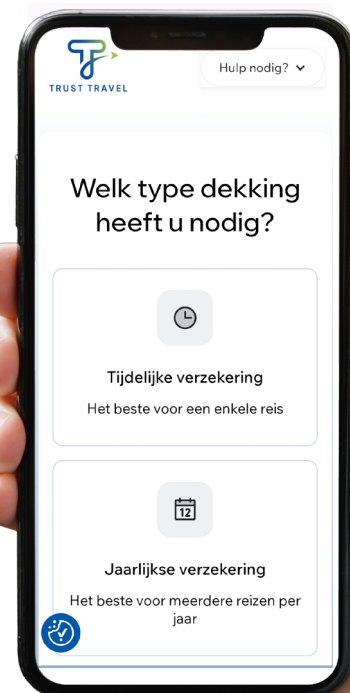 TRUST TRAVEL
Hulp nodig?
Welk type dekking
heeft u nodig?
Tijdelijke verzekering
Het beste voor een enkele reis
12
Jaarlijkse verzekering
Het beste voor meerdere reizen per
jaar